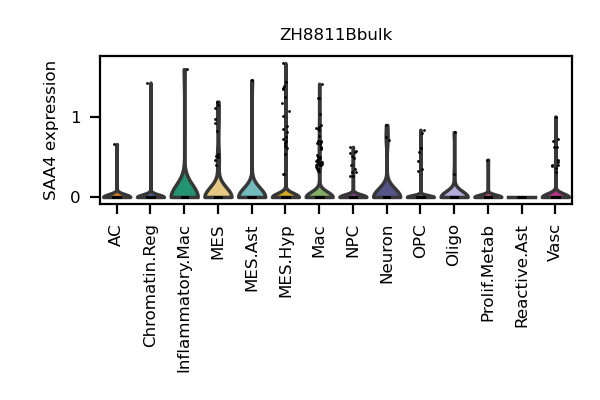 ZH8811Bbulk
SAA4 expression
1
0
AC
Chromatin.Reg
Inflammatory.Mac
MES
MES.Ast
MES.Hyp
Mac
NPC
Neuron
OPC
Oligo
Prolif.Metab
Reactive.Ast
Vasc